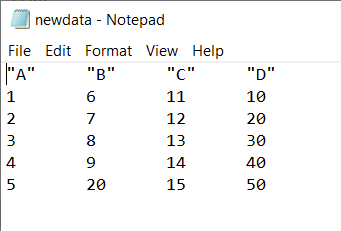 newdata - Notepad
File Edit Format View Help
"A" "B" "C" "D"
1 6 11 10
2 7 12 20
3 8 13 30
4 9 14 40
5 20 15 50